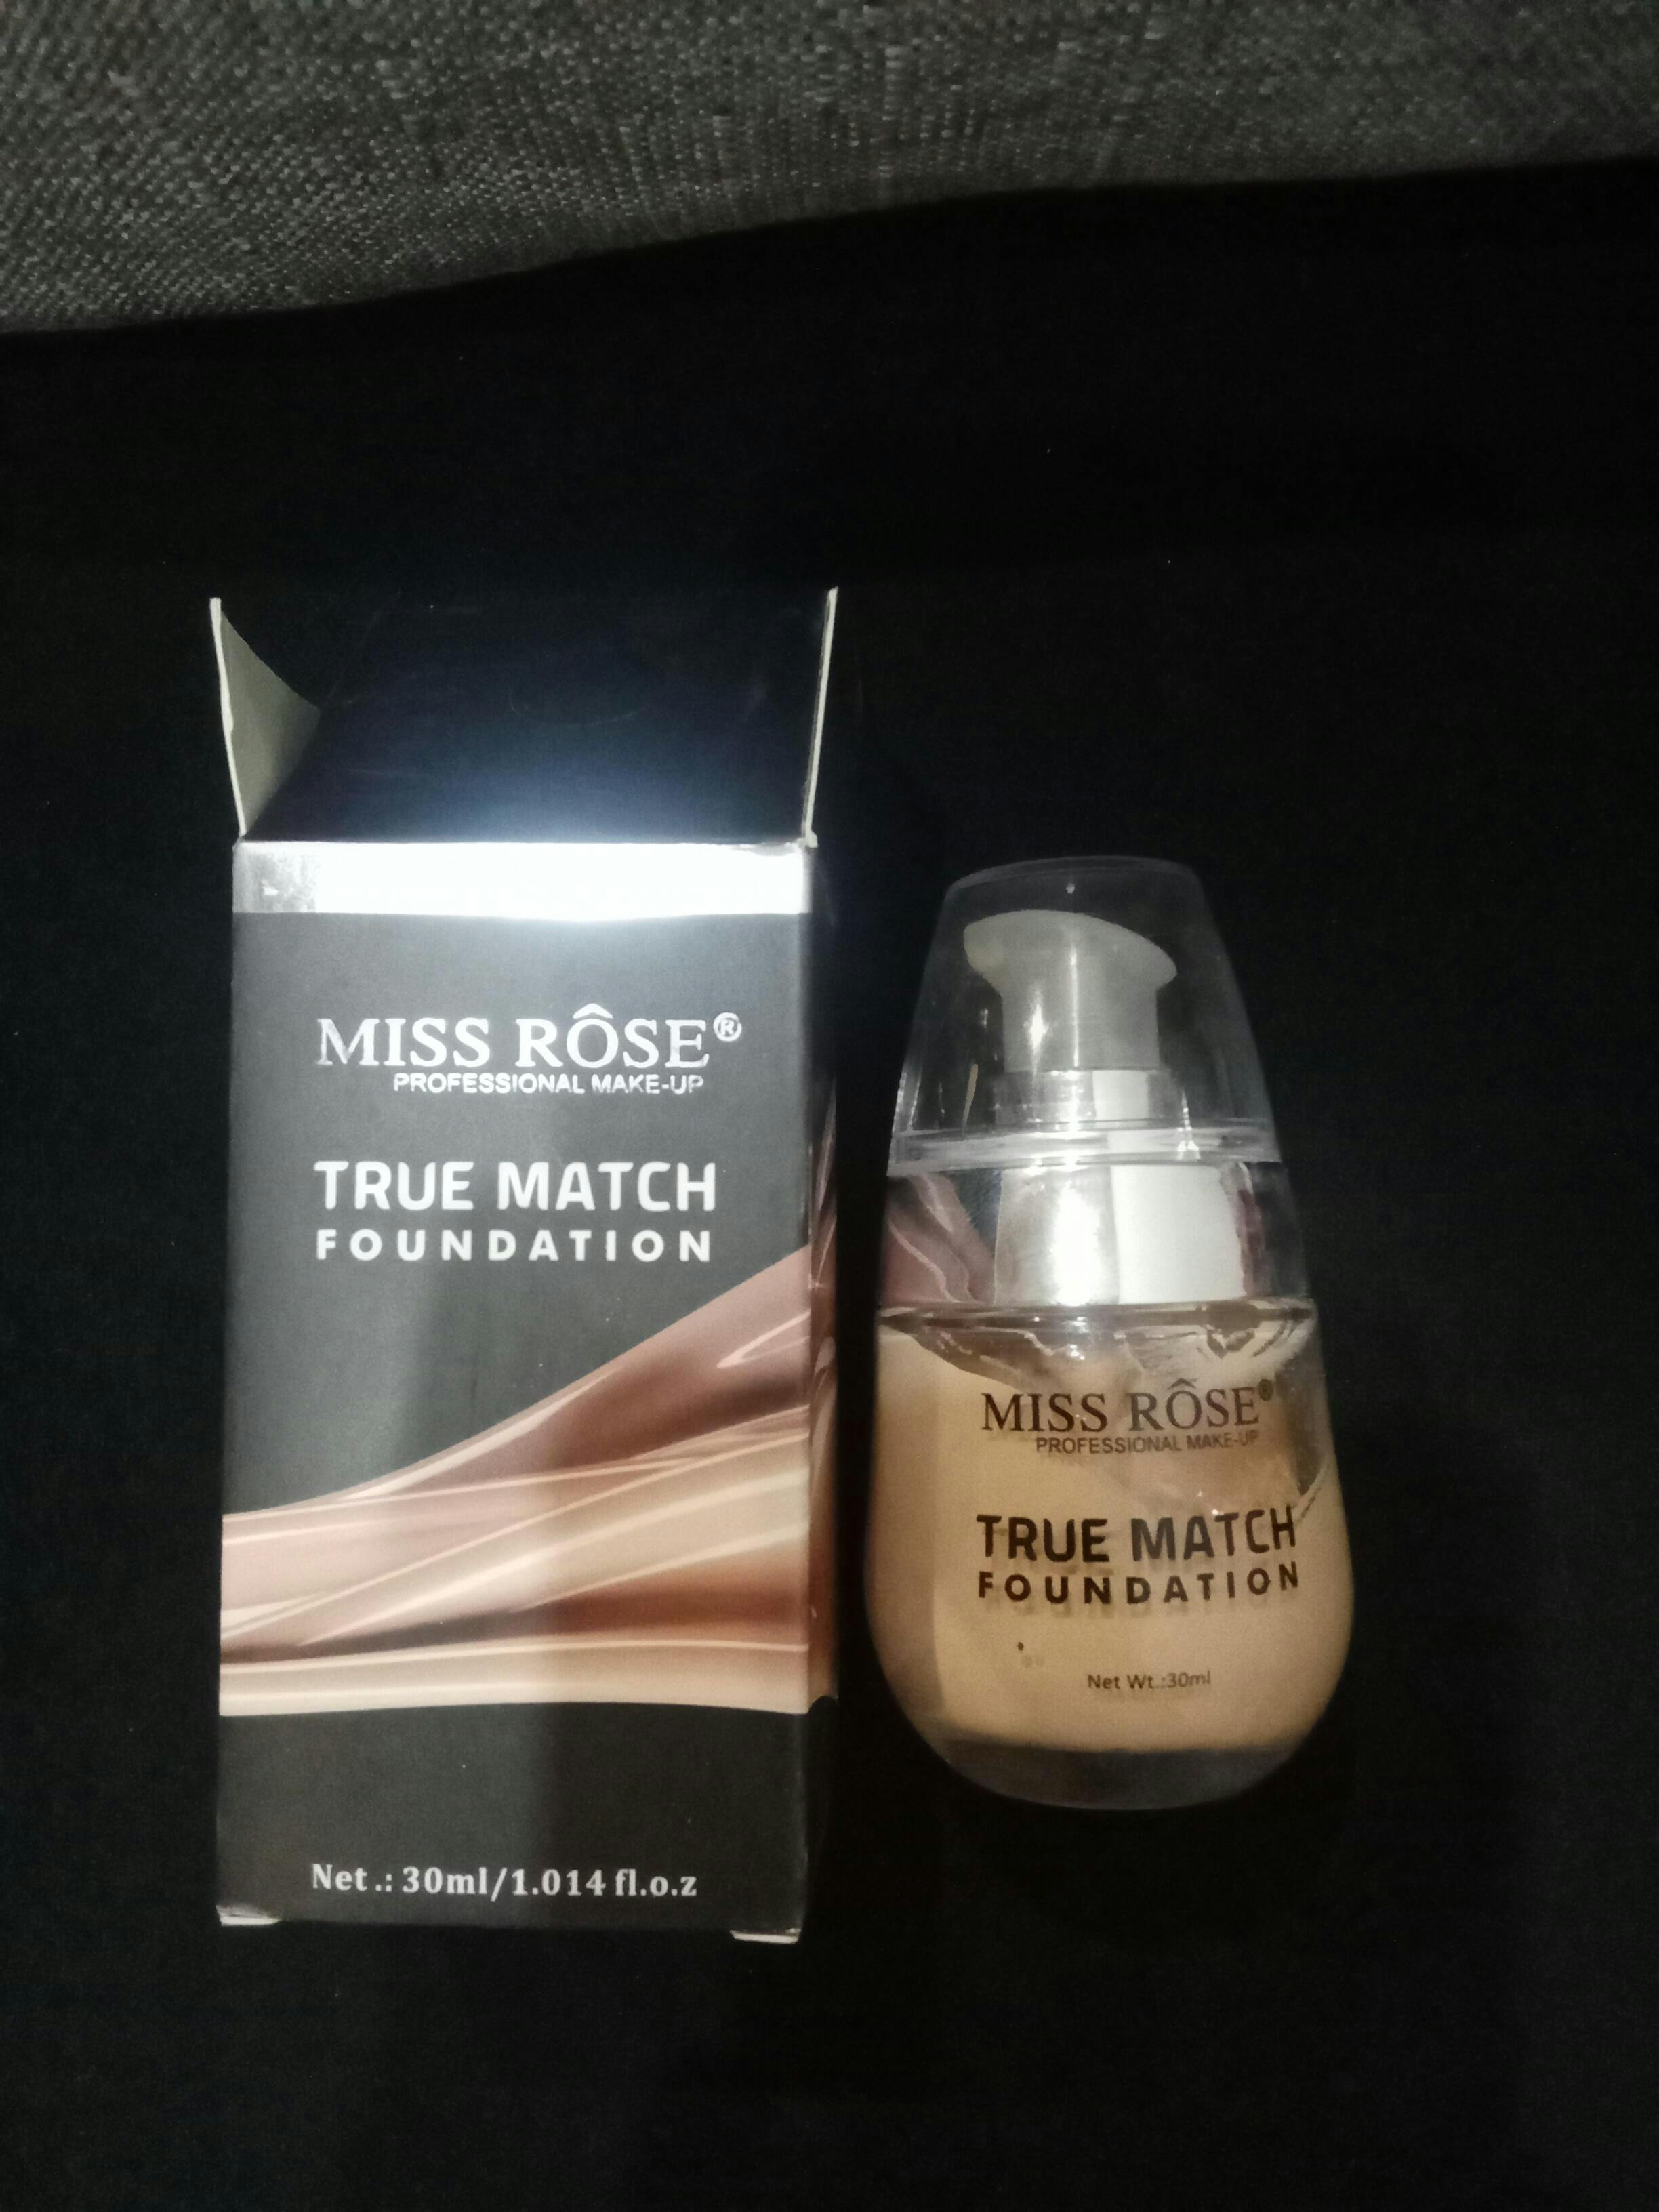 MISS RÔSE®
PROFESSIONAL MAKE-UP
TRUE MATCH
FOUNDATION
Net .: 30ml/1.014 fl.o.z
MISS RÔSE®
PROFESSIONAL MAKE-UP
TRUE MATCH
FOUNDATION
Net Wt.:30ml